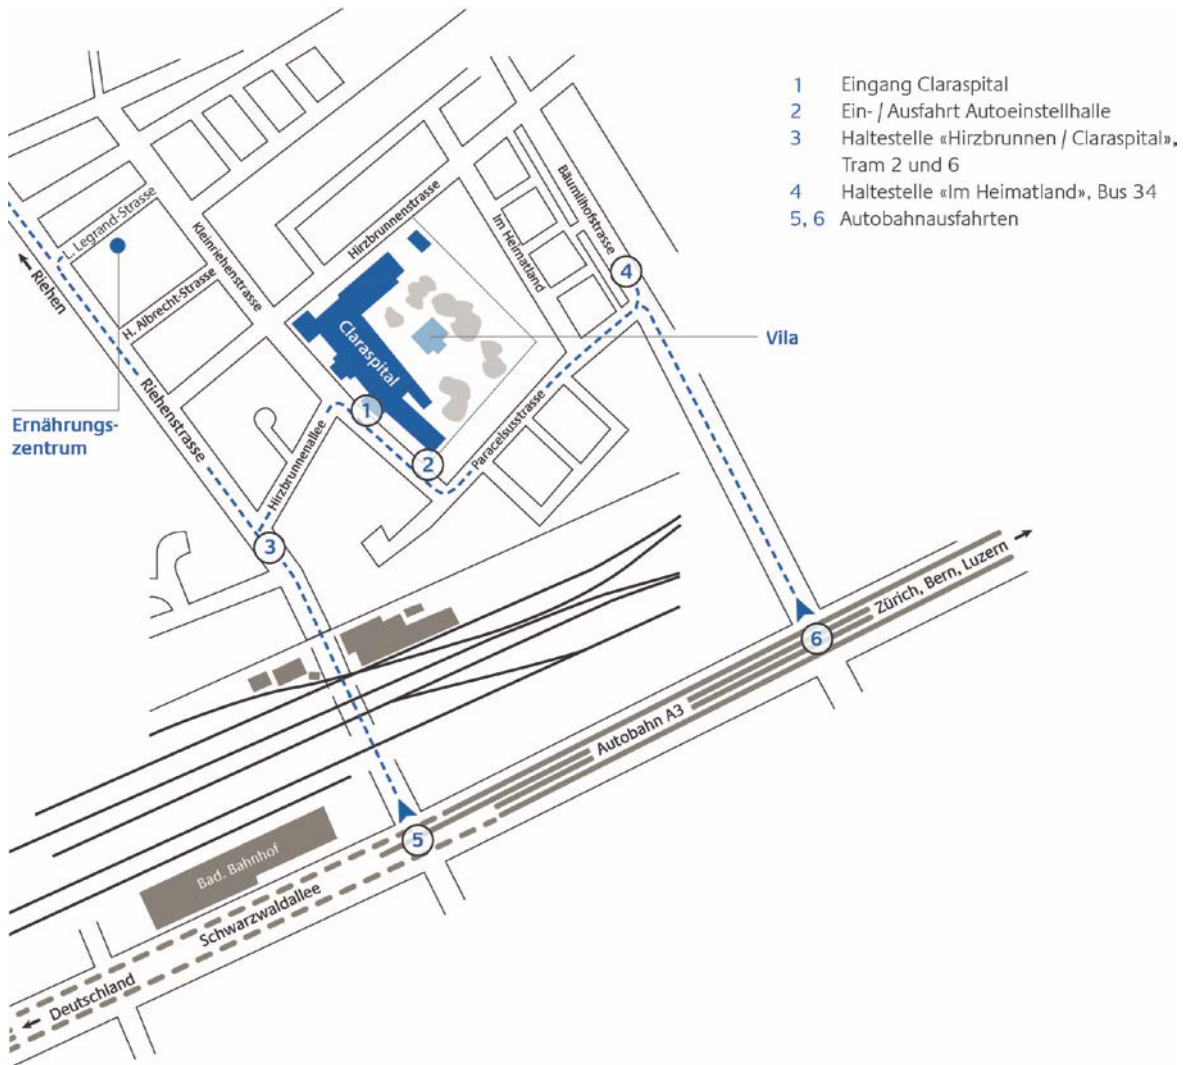 1 Eingang Claraspital
2 Ein- / Ausfahrt Autoeinstellhalle
3 Haltestelle «Hirzbrunnen / Claraspital»,
Tram 2 und 6
4 Haltestelle «Im Heimatland», Bus 34
5, 6 Autobahnausfahrten
L. Legrand-Strasse
Kleinriehenstrasse
Hirzbrunnenstrasse
Im Heimatland
Bäumlihofstrasse
Riehen
H. Albrecht-Strasse
4
Claraspital
Vila
Riehenstrasse
1
Ernährungs-
zentrum
Hirzbrunnenallee
2
Paracelsusstrasse
3
Zürich, Bern, Luzern
6
Autobahn A3
5
Bad. Bahnhof
Schwarzwaldallee
Deutschland